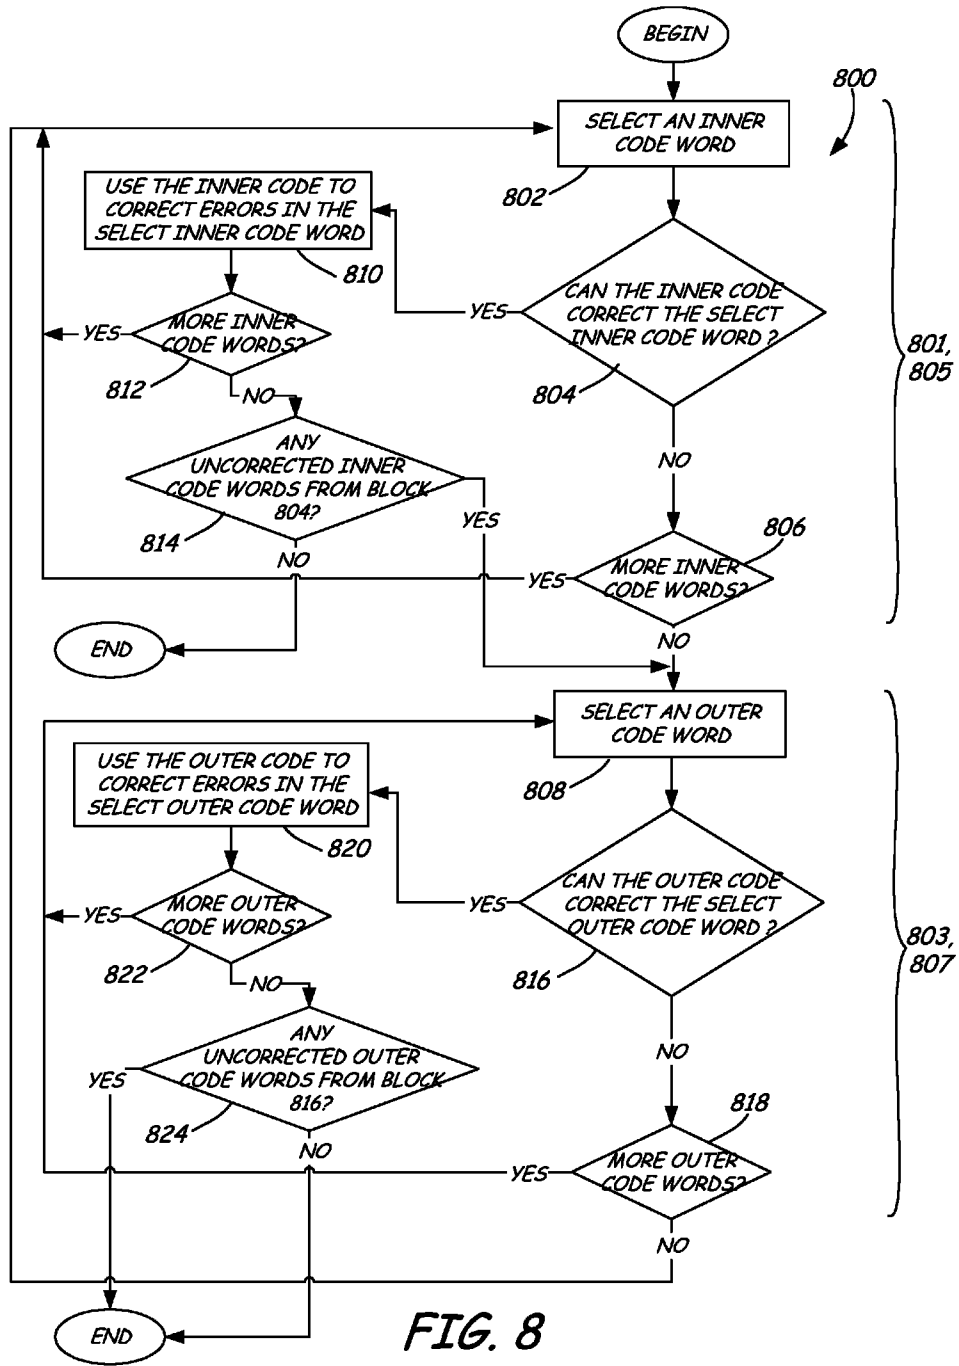 BEGIN
800
SELECT AN INNER
CODE WORD
802
USE THE INNER CODE TO
CORRECT ERRORS IN THE
SELECT INNER CODE WORD
810
CAN THE INNER CODE
CORRECT THE SELECT
INNER CODE WORD ?
804
YES
MORE INNER
CODE WORDS?
YES
812
NO
801,
805
ANY
UNCORRECTED INNER
CODE WORDS FROM BLOCK
804?
814
YES
NO
NO
806
MORE INNER
CODE WORDS?
YES
NO
END
SELECT AN OUTER
CODE WORD
808
USE THE OUTER CODE TO
CORRECT ERRORS IN THE
SELECT OUTER CODE WORD
820
CAN THE OUTER CODE
CORRECT THE SELECT
OUTER CODE WORD ?
816
YES
MORE OUTER
CODE WORDS?
YES
822
NO
803,
807
ANY
UNCORRECTED OUTER
CODE WORDS FROM BLOCK
816?
824
YES
NO
NO
818
MORE OUTER
CODE WORDS?
YES
NO
END
FIG. 8